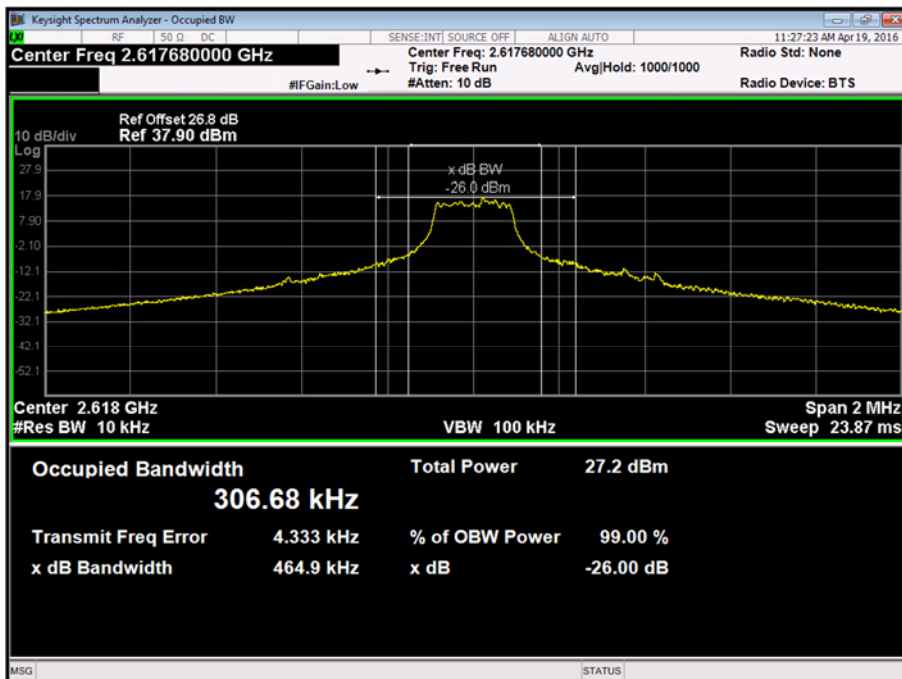 Keysight Spectrum Analyzer - Occupied BW
LXI RF 50 Ω DC SENSE:INT SOURCE OFF ALIGN AUTO 11:27:23 AM Apr 19, 2016
Center Freq 2.617680000 GHz
Center Freq: 2.617680000 GHz
Radio Std: None
Trig: Free Run Avg|Hold: 1000/1000
#IFGain:Low #Atten: 10 dB Radio Device: BTS
Ref Offset 26.8 dB
10 dB/div Ref 37.90 dBm
Log
27.9
17.9
7.90
-2.10
-12.1
-22.1
-32.1
-42.1
-52.1
x dB BW
-26.0 dBm
Center 2.618 GHz Span 2 MHz
#Res BW 10 kHz VBW 100 kHz Sweep 23.87 ms
Occupied Bandwidth Total Power 27.2 dBm
306.68 kHz
Transmit Freq Error 4.333 kHz % of OBW Power 99.00 %
x dB Bandwidth 464.9 kHz x dB -26.00 dB
MSG STATUS